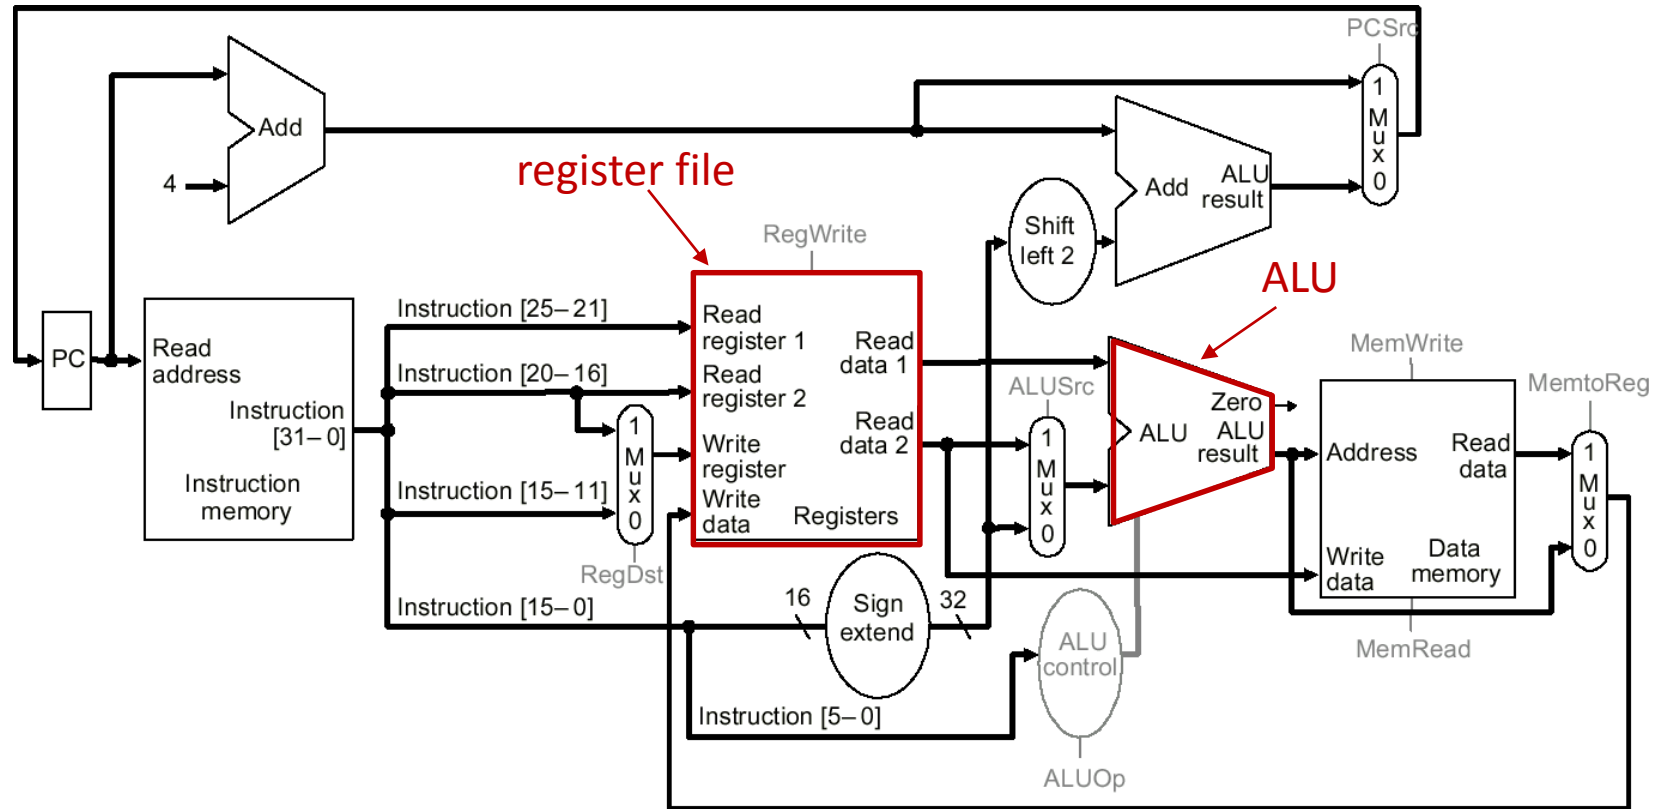 PCSrc
1
M
u
x
0
Add
4
register file
Add
ALU
result
Shift
left 2
RegWrite
ALU
PC
Read
address
Instruction
[31–0]
Instruction
memory
Instruction [25–21]
Instruction [20–16]
Instruction [15–11]
Instruction [15–0]
Instruction [5–0]
1
M
u
x
0
RegDst
Read
register 1
Read
register 2
Write
register
Write
data
Read
data 1
Read
data 2
Registers
16
Sign
extend
32
ALUSrc
1
M
u
x
0
ALU
Zero
ALU
result
ALU
control
ALUOp
MemWrite
Address
Read
data
Write
data
Data
memory
MemRead
MemtoReg
1
M
u
x
0